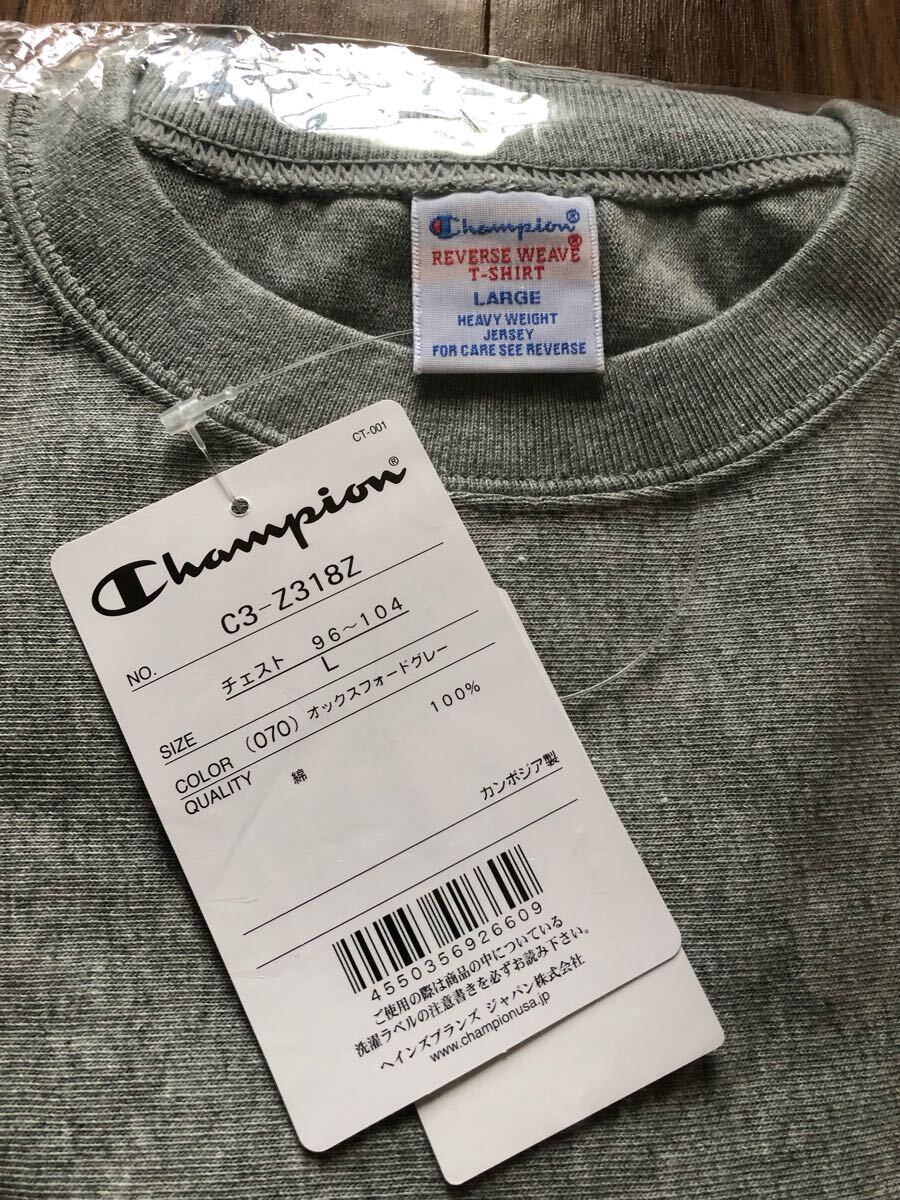 Champion®
REVERSE WEAVE®
T-SHIRT
LARGE
HEAVY WEIGHT
JERSEY
FOR CARE SEE REVERSE
CT-001
Champion®
NO. C3-Z318Z
チェスト 96~104
SIZE L
COLOR (070) オックスフォードグレー
QUALITY 綿 100%
カンボジア製
4550356926609
ご使用の際は商品の中についている
洗濯ラベルの注意書きを必ずお読み下さい。
ヘインズブランズ ジャパン株式会社
www.championusa.jp